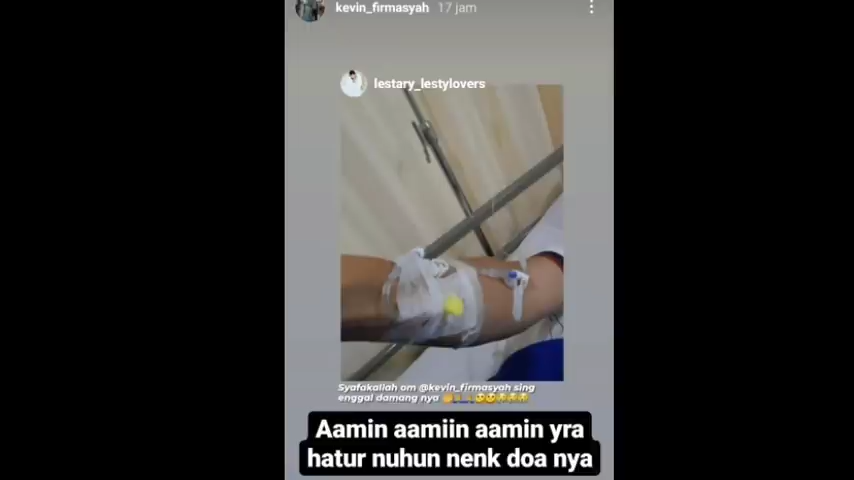 kevin_firmasyah 17 jam
lestary_lestylovers
Syafakallah om @kevin_firmasyah sing
enggal damang nya
Aamin aamiin aamin yra
hatur nuhun nenk doa nya